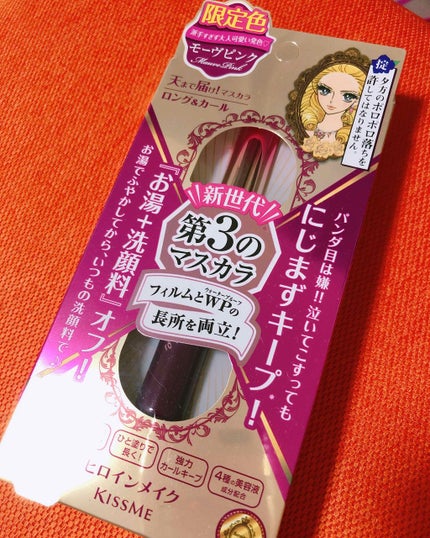 限定色
派手すぎず大人可愛い発色♡
モーヴピンク
Mauve Pink
天まで届け!マスカラ
ロング&カール
掟
夕方のポロポロ落ちを
許してはなりません。
パンダ目は嫌!!泣いてこすっても
にじまずキープ!
新世代
第3の
マスカラ
フィルムとWPの
ウォータープルーフ
長所を両立!
『お湯+洗顔料』オフ!
お湯でふやかしてから、いつもの洗顔料で
ひと塗りで
長く!
強力
カールキープ
4種の美容液
成分配合
ヒロインメイク
KISSME